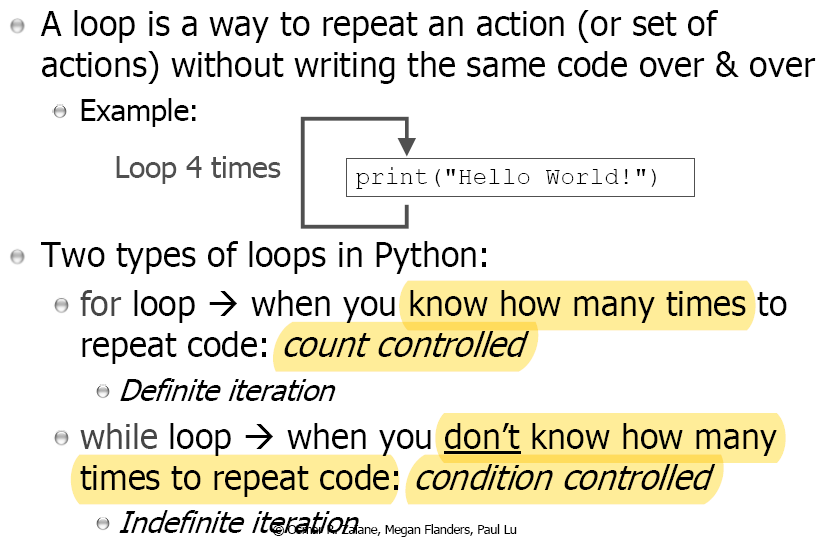 A loop is a way to repeat an action (or set of
actions) without writing the same code over & over
Example:
Loop 4 times
print("Hello World!")
Two types of loops in Python:
for loop → when you know how many times to
repeat code: count controlled
Definite iteration
while loop → when you don't know how many
times to repeat code: condition controlled
Indefinite iteration
© Osmar R. Zaïane, Megan Flanders, Paul Lu